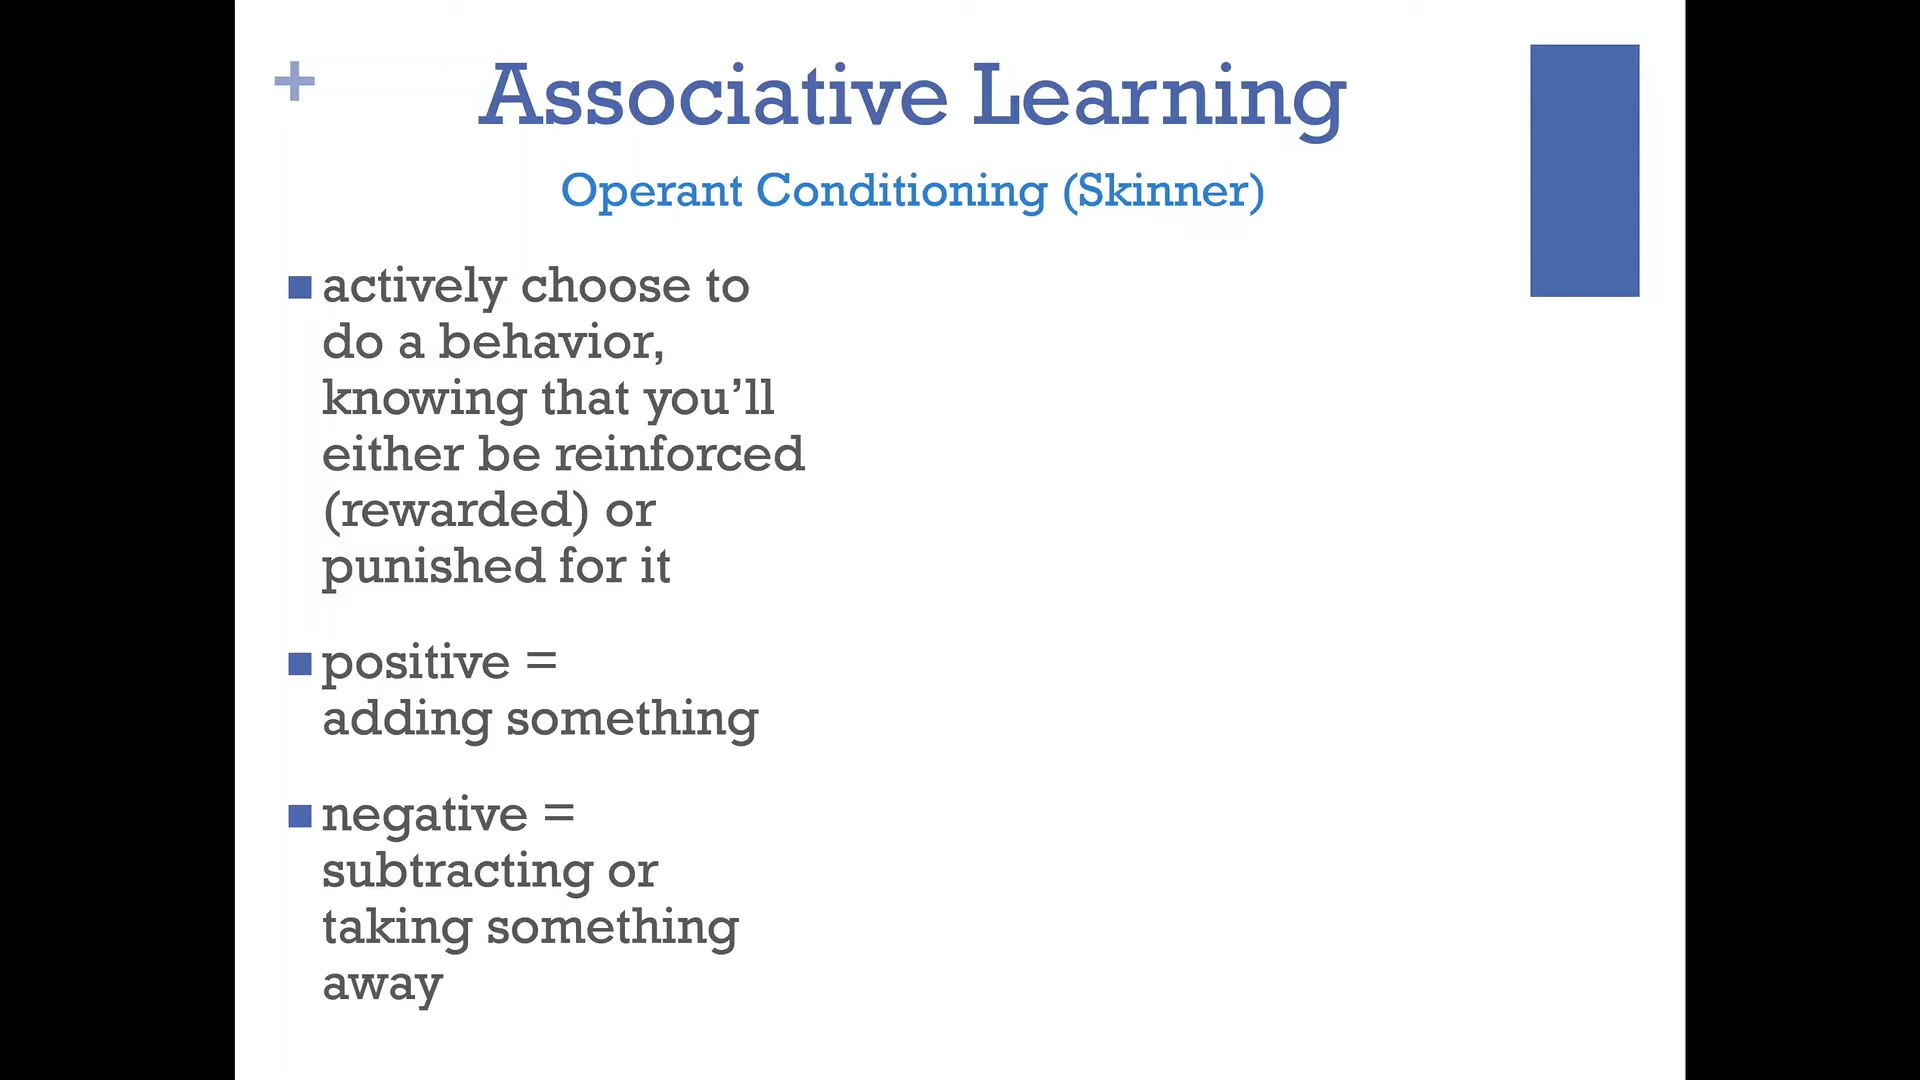 +
Associative Learning
Operant Conditioning (Skinner)
actively choose to
do a behavior,
knowing that you’ll
either be reinforced
(rewarded) or
punished for it
positive =
adding something
negative =
subtracting or
taking something
away